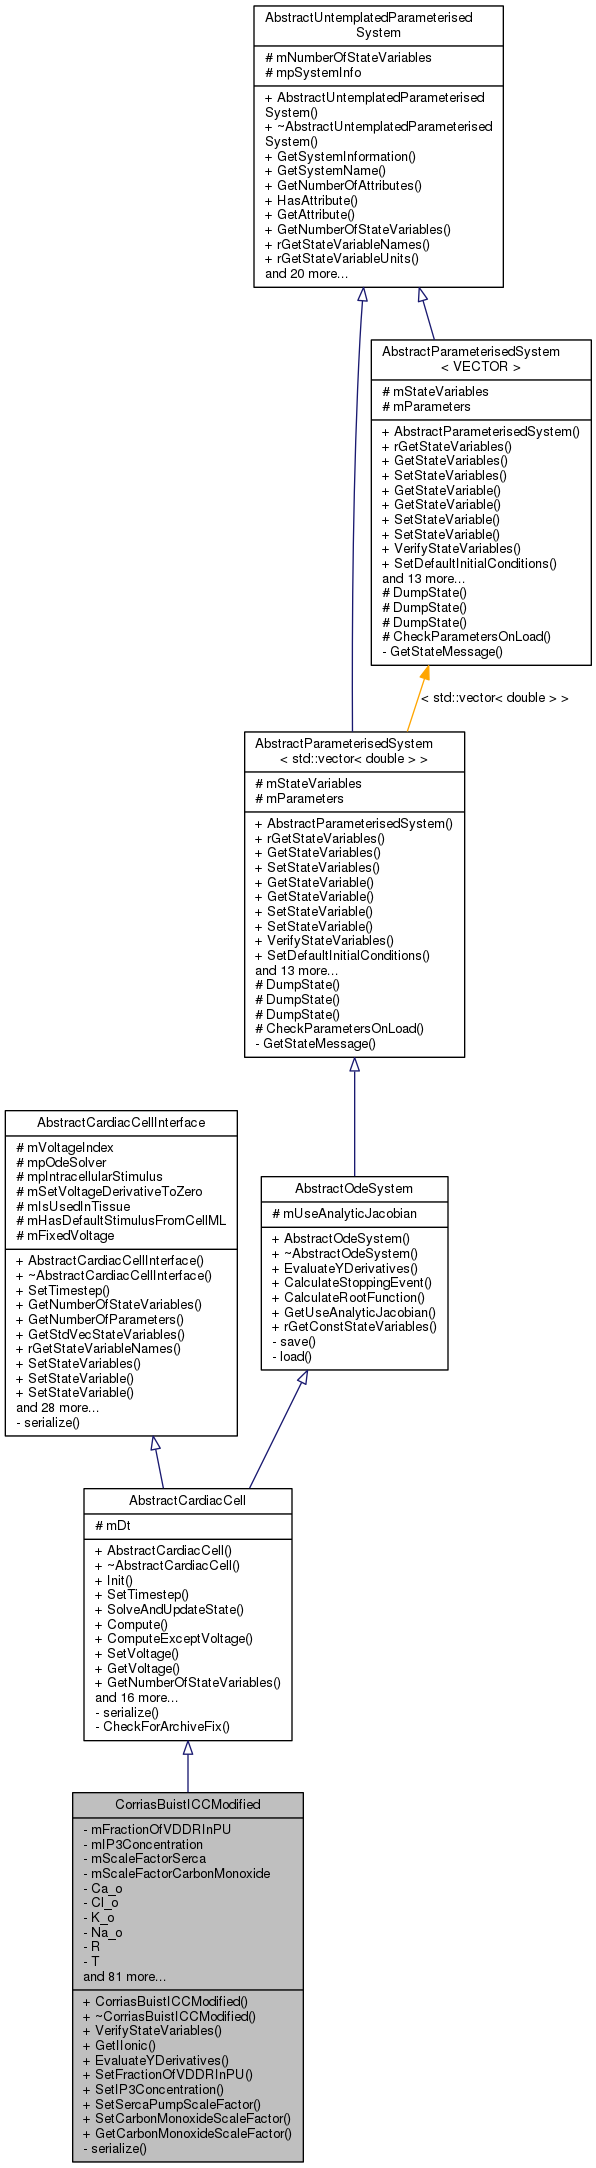 AbstractUntemplatedParameterised
System
# mNumberOfStateVariables
# mpSystemInfo
+ AbstractUntemplatedParameterised
System()
+ ~AbstractUntemplatedParameterised
System()
+ GetSystemInformation()
+ GetSystemName()
+ GetNumberOfAttributes()
+ HasAttribute()
+ GetAttribute()
+ GetNumberOfStateVariables()
+ rGetStateVariableNames()
+ rGetStateVariableUnits()
and 20 more...
AbstractParameterisedSystem
< VECTOR >
# mStateVariables
# mParameters
+ AbstractParameterisedSystem()
+ rGetStateVariables()
+ GetStateVariables()
+ SetStateVariables()
+ GetStateVariable()
+ GetStateVariable()
+ SetStateVariable()
+ SetStateVariable()
+ VerifyStateVariables()
+ SetDefaultInitialConditions()
and 13 more...
# DumpState()
# DumpState()
# DumpState()
# CheckParametersOnLoad()
- GetStateMessage()
< std::vector< double > >
AbstractParameterisedSystem
< std::vector< double > >
# mStateVariables
# mParameters
+ AbstractParameterisedSystem()
+ rGetStateVariables()
+ GetStateVariables()
+ SetStateVariables()
+ GetStateVariable()
+ GetStateVariable()
+ SetStateVariable()
+ SetStateVariable()
+ VerifyStateVariables()
+ SetDefaultInitialConditions()
and 13 more...
# DumpState()
# DumpState()
# DumpState()
# CheckParametersOnLoad()
- GetStateMessage()
AbstractCardiacCellInterface
# mVoltageIndex
# mpOdeSolver
# mpIntracellularStimulus
# mSetVoltageDerivativeToZero
# mIsUsedInTissue
# mHasDefaultStimulusFromCellML
# mFixedVoltage
+ AbstractCardiacCellInterface()
+ ~AbstractCardiacCellInterface()
+ SetTimestep()
+ GetNumberOfStateVariables()
+ GetNumberOfParameters()
+ GetStdVecStateVariables()
+ rGetStateVariableNames()
+ SetStateVariables()
+ SetStateVariable()
+ SetStateVariable()
and 28 more...
- serialize()
AbstractOdeSystem
# mUseAnalyticJacobian
+ AbstractOdeSystem()
+ ~AbstractOdeSystem()
+ EvaluateYDerivatives()
+ CalculateStoppingEvent()
+ CalculateRootFunction()
+ GetUseAnalyticJacobian()
+ rGetConstStateVariables()
- save()
- load()
AbstractCardiacCell
# mDt
+ AbstractCardiacCell()
+ ~AbstractCardiacCell()
+ Init()
+ SetTimestep()
+ SolveAndUpdateState()
+ Compute()
+ ComputeExceptVoltage()
+ SetVoltage()
+ GetVoltage()
+ GetNumberOfStateVariables()
and 16 more...
- serialize()
- CheckForArchiveFix()
CorriasBuistICCModified
- mFractionOfVDDRInPU
- mIP3Concentration
- mScaleFactorSerca
- mScaleFactorCarbonMonoxide
- Ca_o
- Cl_o
- K_o
- Na_o
- R
- T
and 81 more...
+ CorriasBuistICCModified()
+ ~CorriasBuistICCModified()
+ VerifyStateVariables()
+ GetIIonic()
+ EvaluateYDerivatives()
+ SetFractionOfVDDRInPU()
+ SetIP3Concentration()
+ SetSercaPumpScaleFactor()
+ SetCarbonMonoxideScaleFactor()
+ GetCarbonMonoxideScaleFactor()
- serialize()